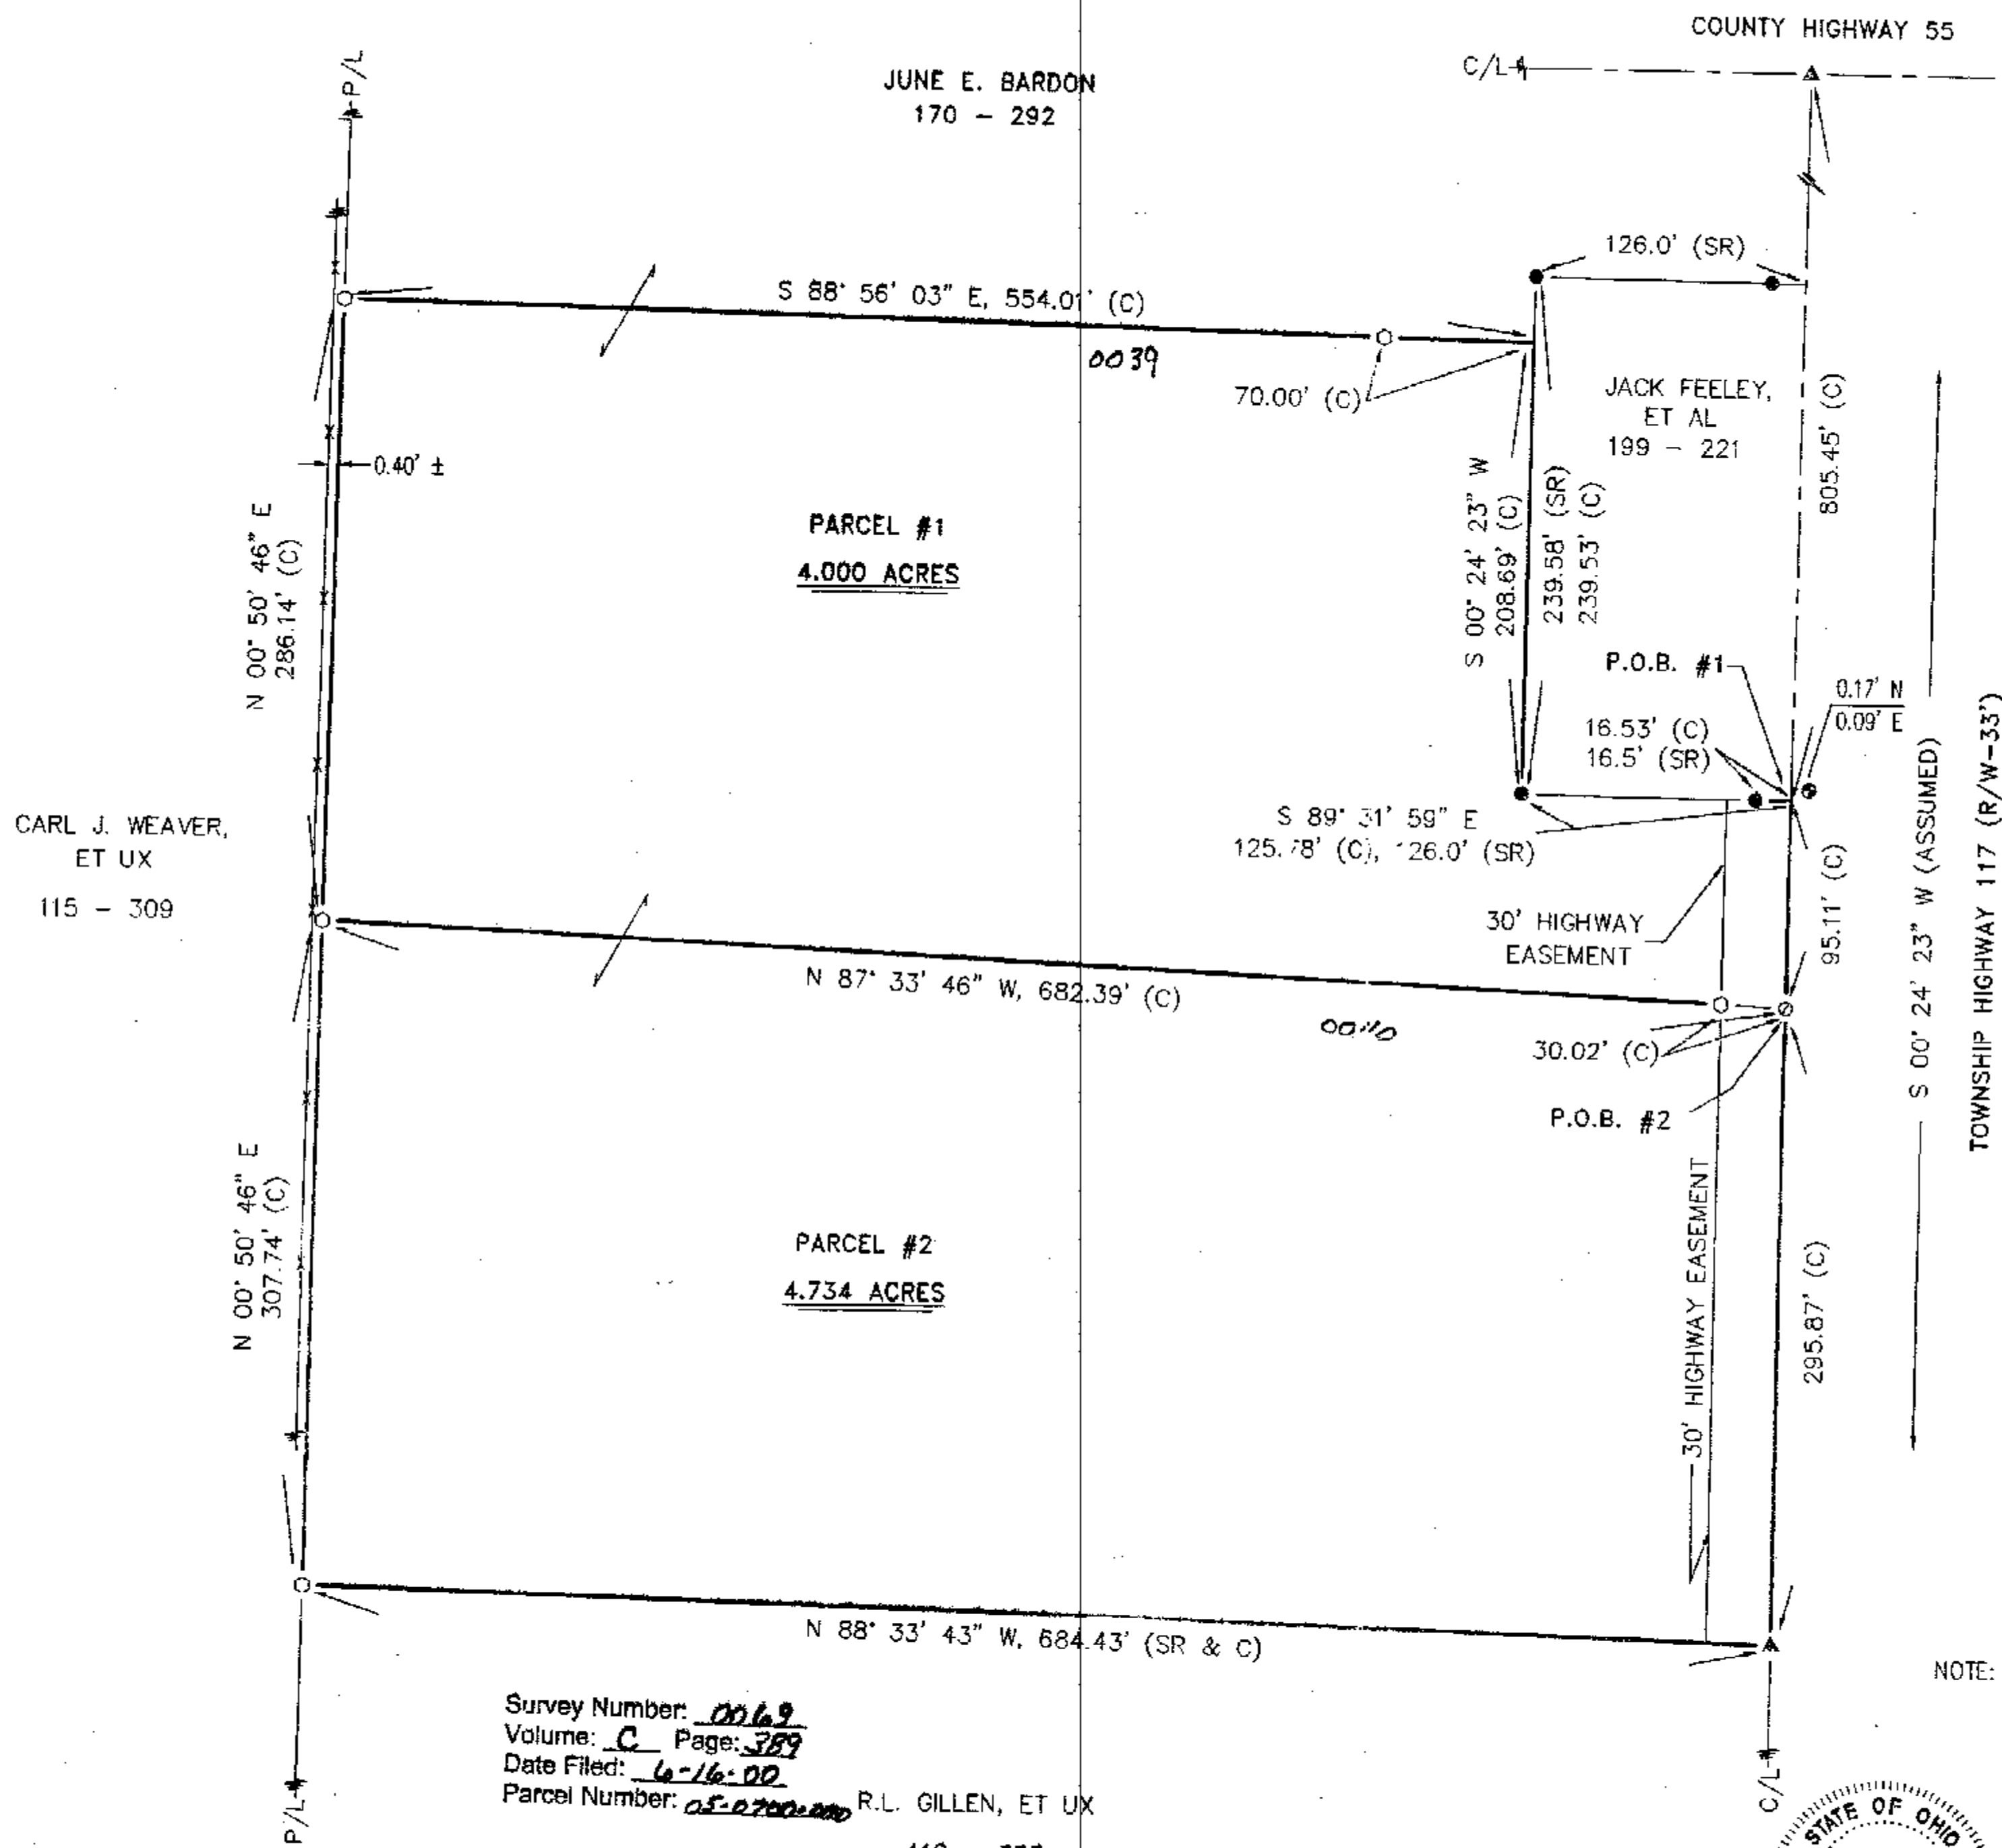 COUNTY HIGHWAY 55
C/L
P/L
JUNE E. BARDON
170 - 292
126.0' (SR)
S 88° 56' 03" E, 554.01' (C)
0039
70.00' (C)
JACK FEELEY,
ET AL
199 - 221
805.45' (C)
0.40' ±
N 00° 50' 46" E
286.14' (C)
PARCEL #1
4.000 ACRES
S 00° 24' 23" W
208.69' (C)
239.58' (SR)
239.53' (C)
P.O.B. #1
0.17' N
0.09' E
16.53' (C)
16.5' (SR)
S 89° 31' 59" E
(C), 126.0' (SR)
CARL J. WEAVER,
ET UX
115 - 309
30' HIGHWAY
EASEMENT
95.11' (C)
S 00° 24' 23" W (ASSUMED)
TOWNSHIP HIGHWAY 117 (R/W-33')
N 87° 33' 46" W, 682.39' (C)
30.02' (C)
P.O.B. #2
N 00° 50' 46" E
307.74' (C)
PARCEL #2
4.734 ACRES
30' HIGHWAY EASEMENT
295.87' (C)
N 88° 33' 43" W, 684.43' (SR & C)
NOTE:
Survey Number: 0069
Volume: C Page: 389
Date Filed: 6-16-00
Parcel Number:
R.L. GILLEN, ET UX
P/L
C/L
STATE OF OHIO